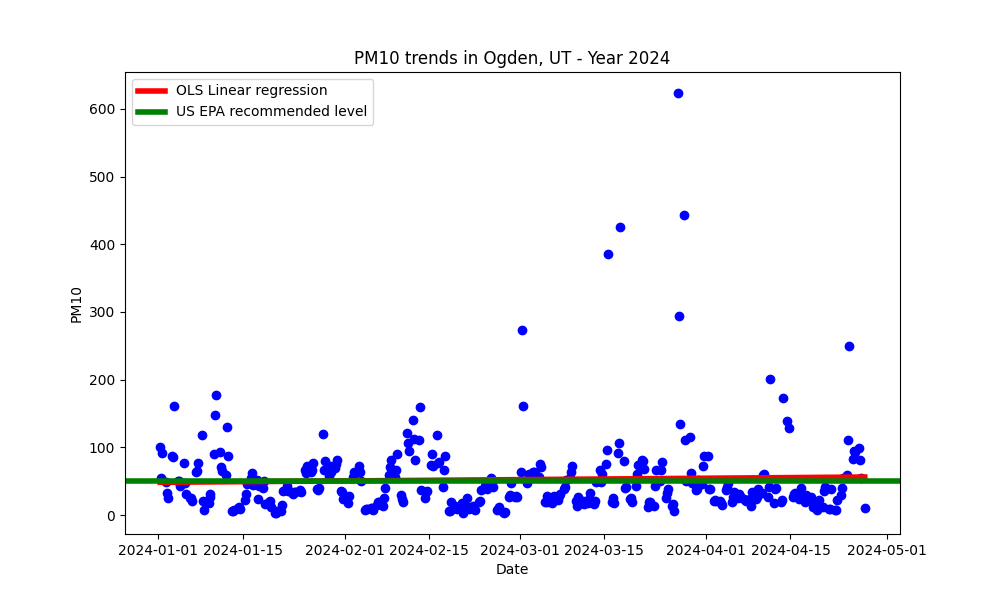 PM10 trends in Ogden, UT - Year 2024
OLS Linear regression
US EPA recommended level
600
500
400
300
200
100
0
PM10
2024-01-01 2024-01-15 2024-02-01 2024-02-15 2024-03-01 2024-03-15 2024-04-01 2024-04-15 2024-05-01
Date